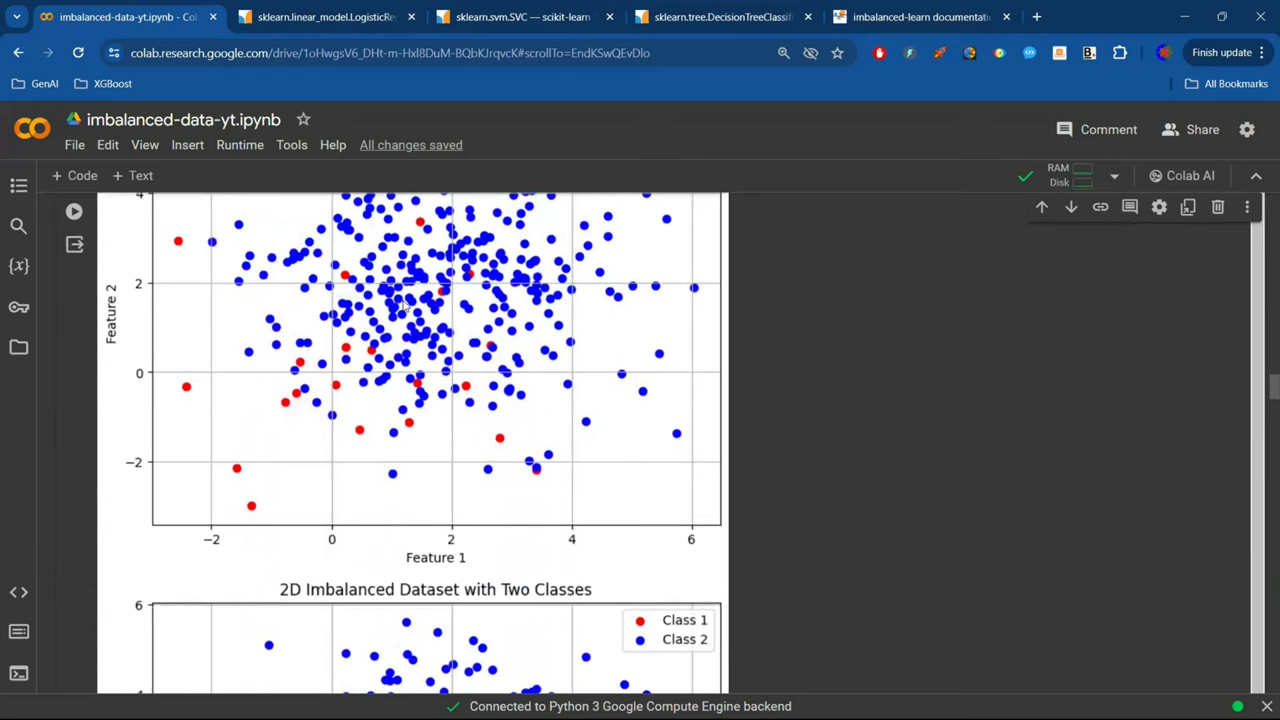 imbalanced-data-yt.ipynb - Co
sklearn.linear_model.LogisticRe
sklearn.svm.SVC — scikit-learn
sklearn.tree.DecisionTreeClassif
imbalanced-learn documentati
colab.research.google.com/drive/1oHwgsV6_DHt-m-Hxl8DuM-BQbKJrqvcK#scrollTo=EndKSwQEvDlo
Finish update
GenAI
XGBoost
All Bookmarks
imbalanced-data-yt.ipynb
Comment
Share
File Edit View Insert Runtime Tools Help All changes saved
+ Code + Text
RAM
Disk
Colab AI
4
2
0
−2
Feature 2
−2 0 2 4 6
Feature 1
2D Imbalanced Dataset with Two Classes
6
Class 1
Class 2
Connected to Python 3 Google Compute Engine backend